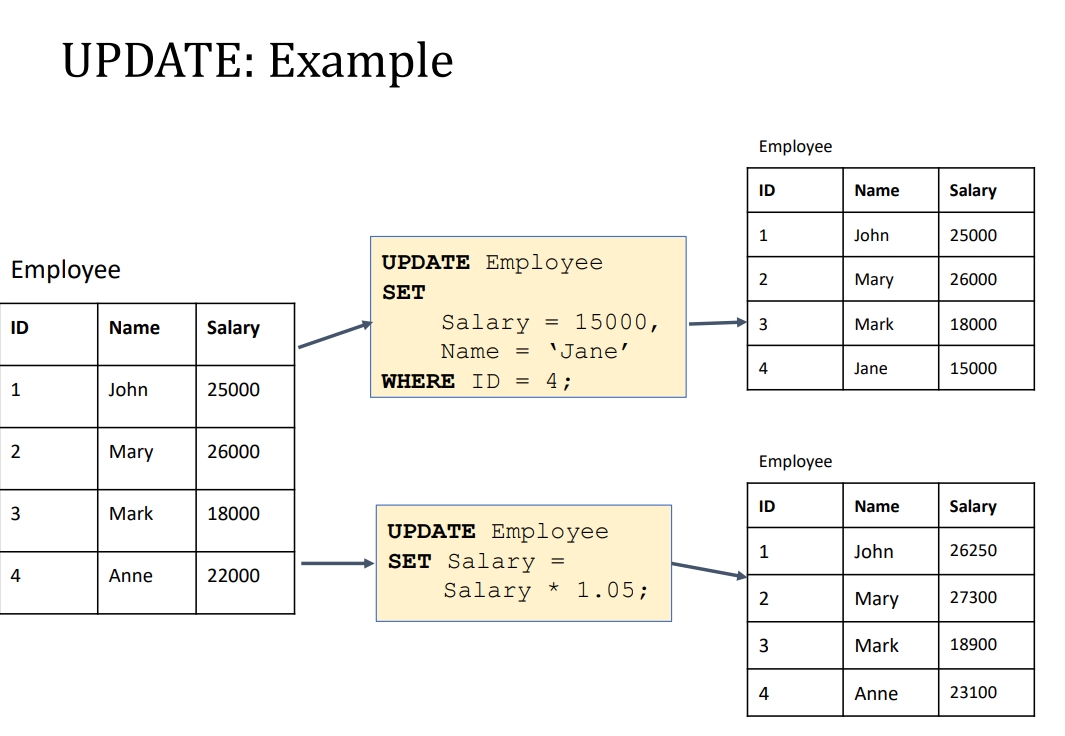 UPDATE: Example
Employee
ID Name Salary
1 John 25000
2 Mary 26000
3 Mark 18000
4 Anne 22000
UPDATE Employee
SET
Salary = 15000,
Name = ‘Jane’
WHERE ID = 4;
Employee
ID Name Salary
1 John 25000
2 Mary 26000
3 Mark 18000
4 Jane 15000
UPDATE Employee
SET Salary =
Salary * 1.05;
Employee
ID Name Salary
1 John 26250
2 Mary 27300
3 Mark 18900
4 Anne 23100